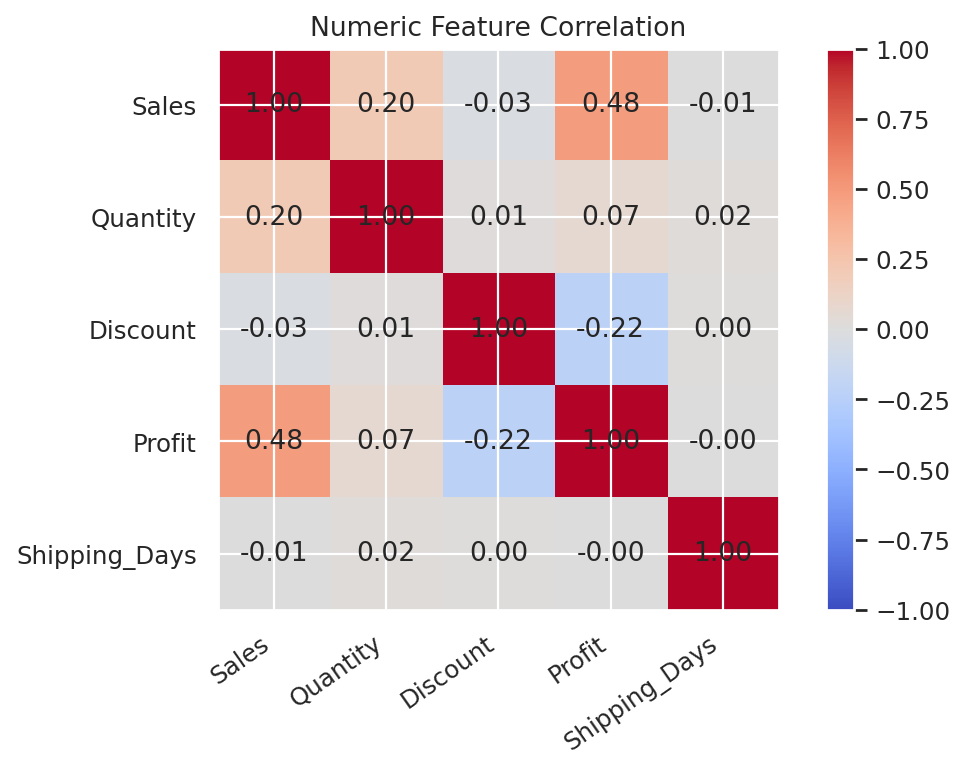 Numeric Feature Correlation
Sales 1.00 0.20 -0.03 0.48 -0.01
Quantity 0.20 1.00 0.01 0.07 0.02
Discount -0.03 0.01 1.00 -0.22 0.00
Profit 0.48 0.07 -0.22 1.00 -0.00
Shipping_Days -0.01 0.02 0.00 -0.00 1.00
Sales Quantity Discount Profit Shipping_Days
1.00
0.75
0.50
0.25
0.00
−0.25
−0.50
−0.75
−1.00